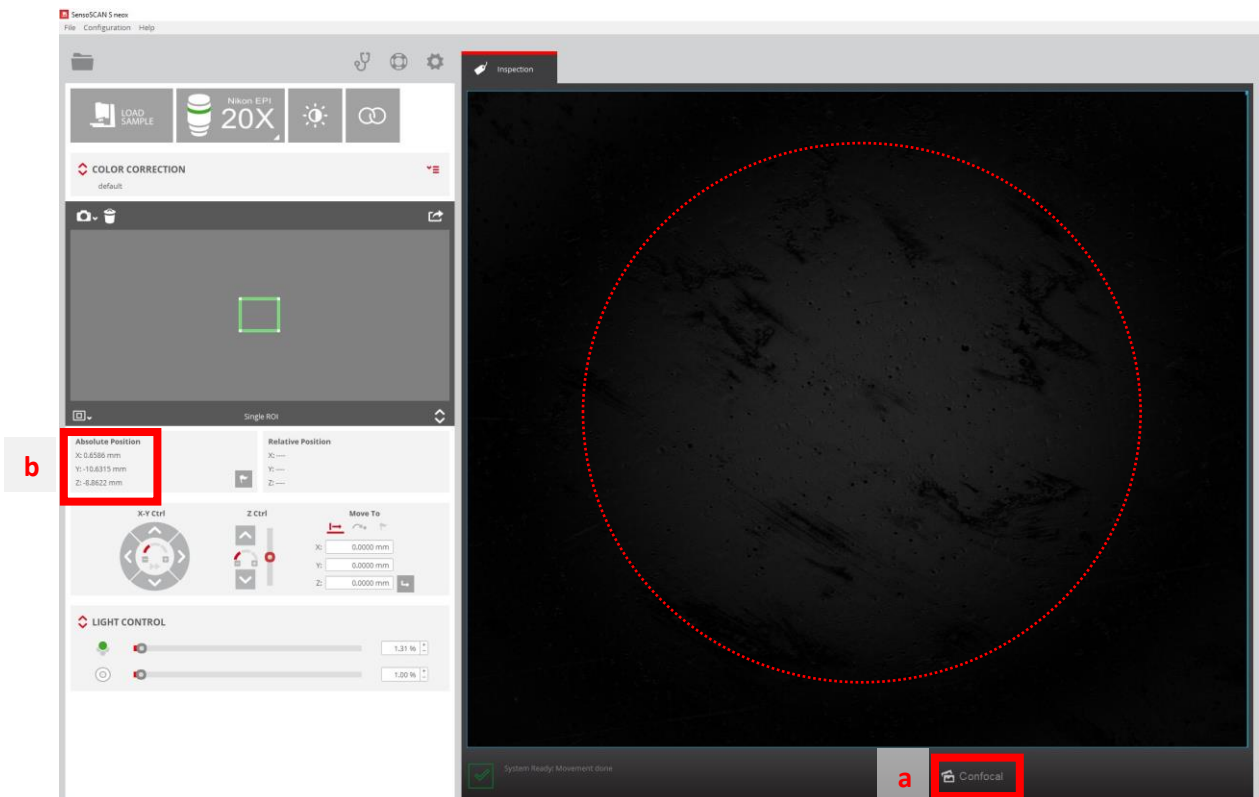 SensoSCAN S neox
File Configuration Help
Inspection
LOAD
SAMPLE
Nikon EPI
20X
COLOR CORRECTION
default
Single ROI
b
Absolute Position
X: 0.6586 mm
Y: -10.6315 mm
Z: -8.8622 mm
Relative Position
X: ---
Y: ---
Z: ---
X-Y Ctrl
Z Ctrl
Move To
X: 0.0000 mm
Y: 0.0000 mm
Z: 0.0000 mm
LIGHT CONTROL
1.31 %
1.00 %
System Ready: Movement done
a
Confocal